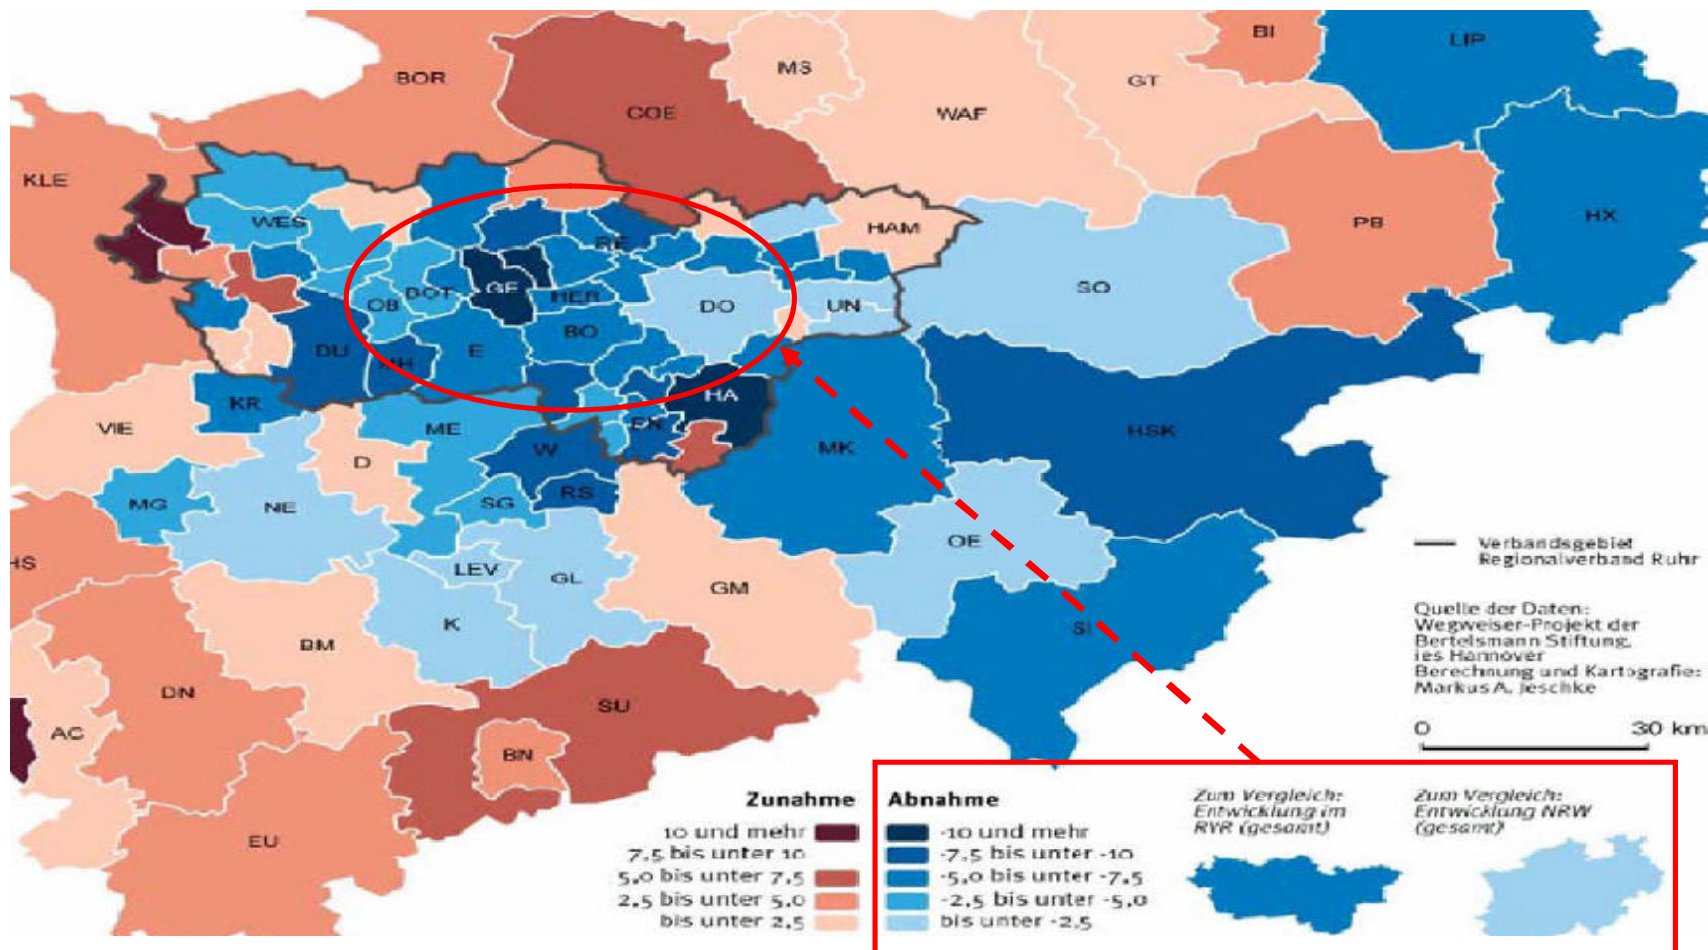 BI
LIP
BOR
MS
GT
COE
WAF
KLE
WES
HAM
PB
HX
RE
GE
BOT
OB
HER
DO
UN
SO
DU
MH
E
BO
KR
HA
VIE
ME
EN
MK
HSK
D
W
MG
NE
SG
RS
OE
HS
LEV
GL
GM
K
SI
BM
DN
SU
AC
BN
EU
Verbandsgebiet
Regionalverband Ruhr
Quelle der Daten:
Wegweiser-Projekt der
Bertelsmann Stiftung,
ies Hannover
Berechnung und Kartografie:
Markus A. Jeschke
0 30 km
Zunahme
10 und mehr
7,5 bis unter 10
5,0 bis unter 7,5
2,5 bis unter 5,0
bis unter 2,5
Abnahme
-10 und mehr
-7,5 bis unter -10
-5,0 bis unter -7,5
-2,5 bis unter -5,0
bis unter -2,5
Zum Vergleich:
Entwicklung im
RVR (gesamt)
Zum Vergleich:
Entwicklung NRW
(gesamt)